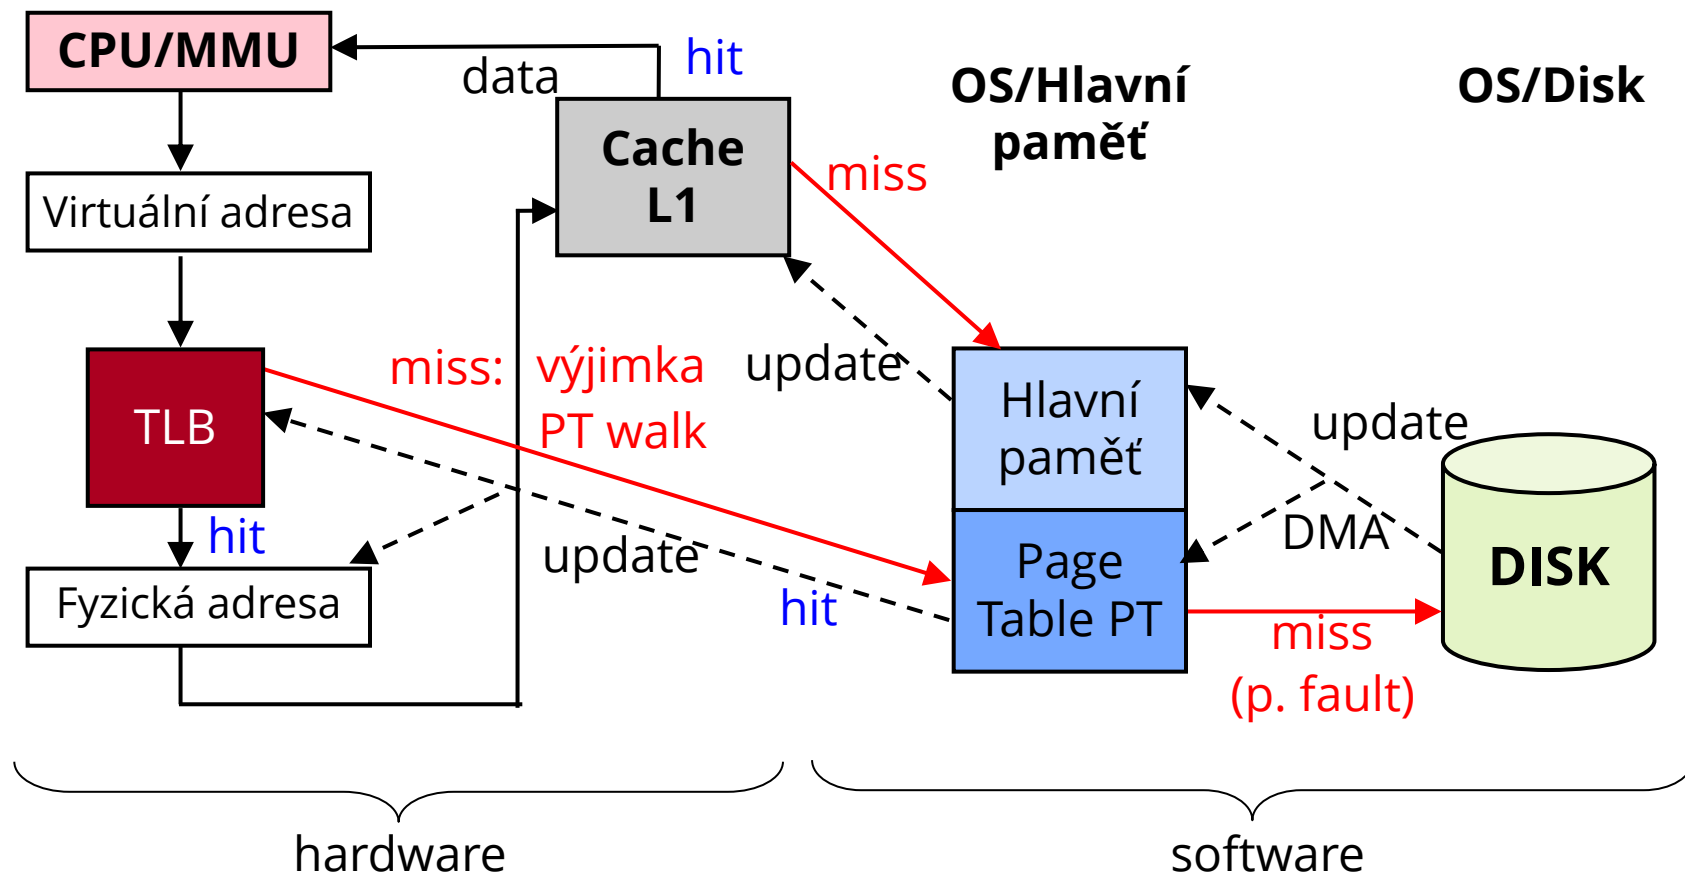 CPU/MMU
data
hit
OS/Hlavní
paměť
OS/Disk
Cache
L1
miss
Virtuální adresa
miss: výjimka
PT walk
update
TLB
Hlavní
paměť
update
DMA
DISK
hit
update
hit
Page
Table PT
Fyzická adresa
miss
(p. fault)
hardware
software